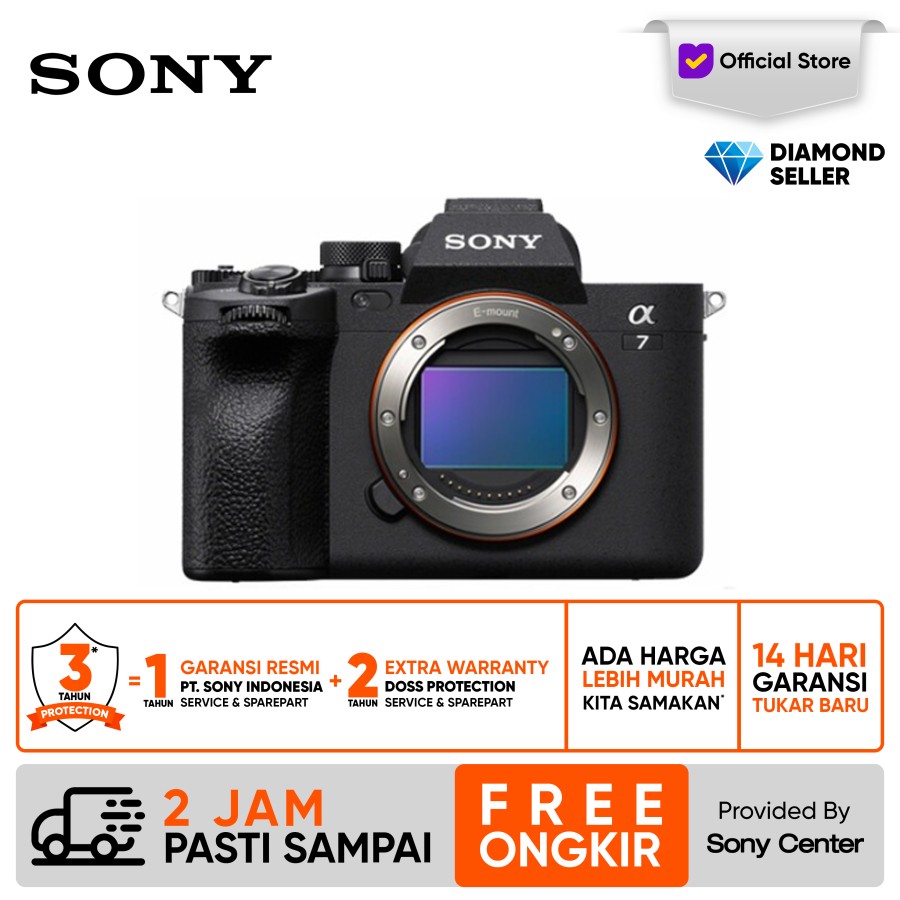 SONY
Official Store
DIAMOND
SELLER
SONY
E-mount
α
7
3*
TAHUN
PROTECTION
=
1
TAHUN
GARANSI RESMI
PT. SONY INDONESIA
SERVICE & SPAREPART
+
2
TAHUN
EXTRA WARRANTY
DOSS PROTECTION
SERVICE & SPAREPART
ADA HARGA
LEBIH MURAH
KITA SAMAKAN*
14 HARI
GARANSI
TUKAR BARU
2 JAM
PASTI SAMPAI
FREE
ONGKIR
Provided By
Sony Center